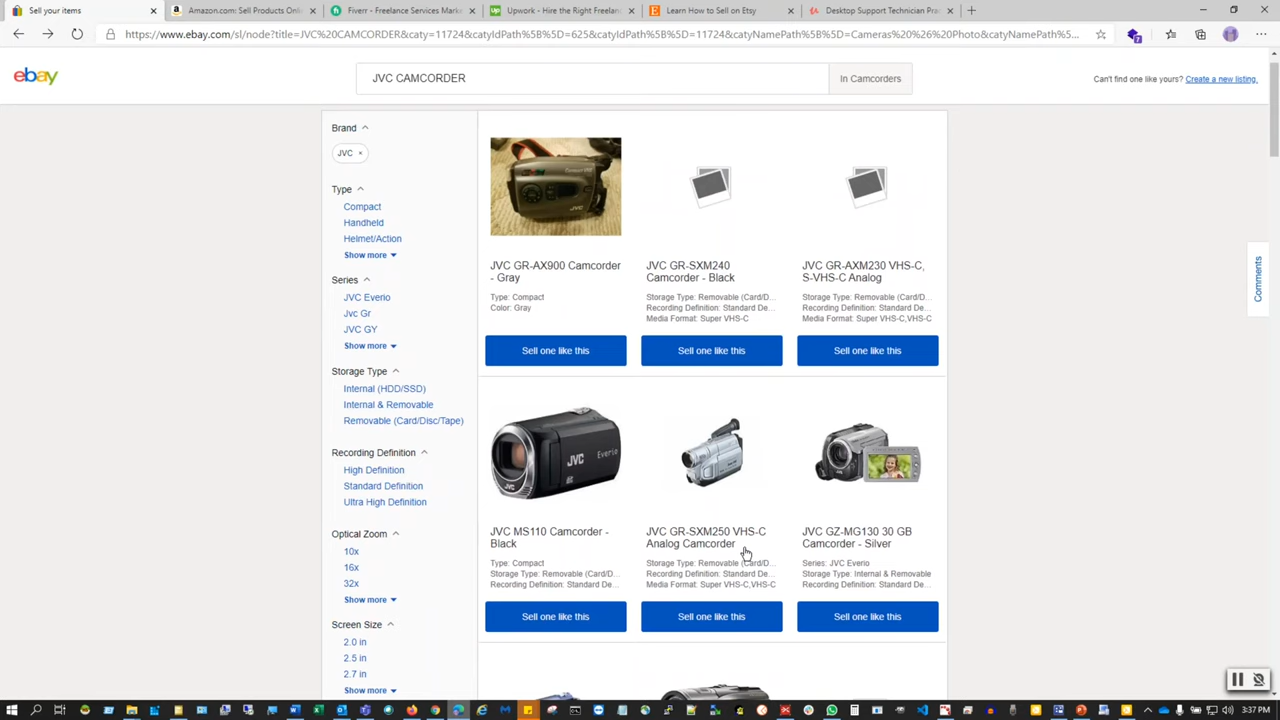 Sell your items
Amazon.com: Sell Products Onli
Fiverr - Freelance Services Mark
Upwork - Hire the Right Freelan
Learn How to Sell on Etsy
Desktop Support Technician Prac
https://www.ebay.com/sl/node?title=JVC%20CAMCORDER&catyIdPath%5B%5D=625&catyIdPath%5B%5D=11724&catyNamePath%5B%5D=Cameras%20%26%20Photo&catyNamePath%5...
7
ebay
JVC CAMCORDER
In Camcorders
Can't find one like yours? Create a new listing.
Brand
JVC ×
Type
Compact
Handheld
Helmet/Action
Show more
Series
JVC Everio
Jvc Gr
JVC GY
Show more
Storage Type
Internal (HDD/SSD)
Internal & Removable
Removable (Card/Disc/Tape)
Recording Definition
High Definition
Standard Definition
Ultra High Definition
Optical Zoom
10x
16x
32x
Show more
Screen Size
2.0 in
2.5 in
2.7 in
Show more
JVC
JVC GR-AX900 Camcorder
- Gray
Type: Compact
Color: Gray
Sell one like this
JVC GR-SXM240
Camcorder - Black
Storage Type: Removable (Card/D...
Recording Definition: Standard De...
Media Format: Super VHS-C
Sell one like this
JVC GR-AXM230 VHS-C,
S-VHS-C Analog
Storage Type: Removable (Card/D...
Recording Definition: Standard De...
Media Format: Super VHS-C,VHS-C
Sell one like this
JVC Everio
JVC MS110 Camcorder -
Black
Type: Compact
Storage Type: Removable (Card/D...
Recording Definition: Standard De...
Sell one like this
JVC GR-SXM250 VHS-C
Analog Camcorder
Storage Type: Removable (Card/D...
Recording Definition: Standard De...
Media Format: Super VHS-C,VHS-C
Sell one like this
JVC GZ-MG130 30 GB
Camcorder - Silver
Series: JVC Everio
Storage Type: Internal & Removable
Recording Definition: Standard De...
Sell one like this
Comments
3:37 PM